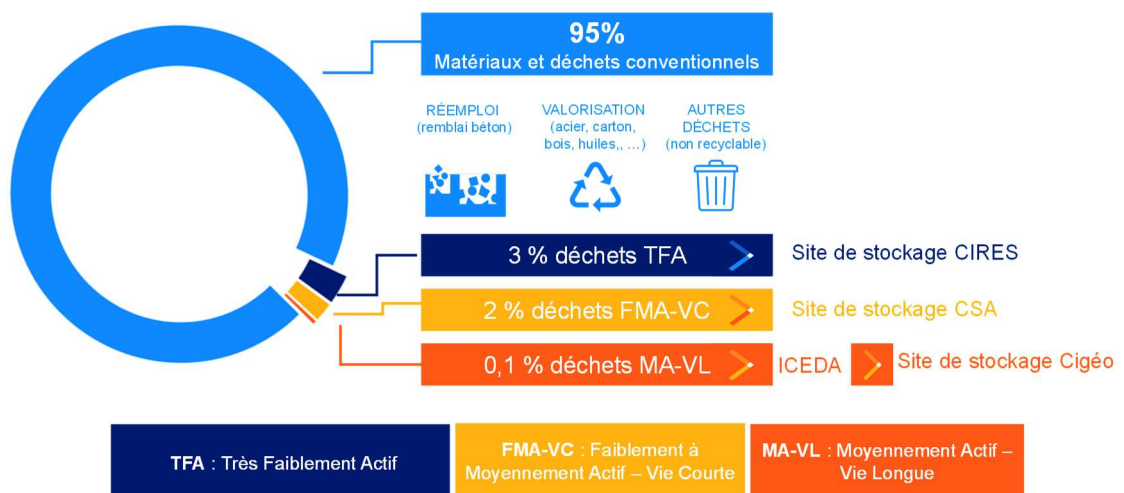 95%
Matériaux et déchets conventionnels
RÉEMPLOI
(remblai béton)
VALORISATION
(acier, carton,
bois, huiles,, …)
AUTRES
DÉCHETS
(non recyclable)
3 % déchets TFA
Site de stockage CIRES
2 % déchets FMA-VC
Site de stockage CSA
0,1 % déchets MA-VL
ICEDA
Site de stockage Cigéo
TFA : Très Faiblement Actif
FMA-VC : Faiblement à
Moyennement Actif – Vie Courte
MA-VL : Moyennement Actif –
Vie Longue